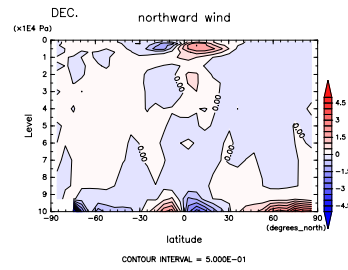 DEC.
northward wind
(×1E4 Pa)
0
1
2
3
4
5
6
7
8
9
10
Level
0.00
0.00
0.00
0.00
0.00
-90 -60 -30 0 30 60 90
(degrees_north)
latitude
4.5
3
1.5
0
-1.5
-3
-4.5
CONTOUR INTERVAL = 5.000E-01